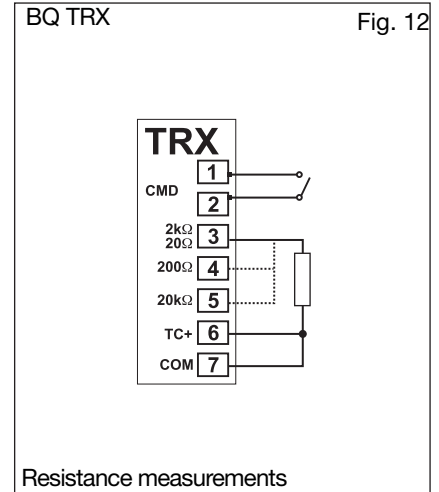 BQ TRX
Fig. 12
TRX
1
CMD
2
2kΩ
20Ω
3
200Ω 4
20kΩ 5
TC+ 6
COM 7
Resistance measurements